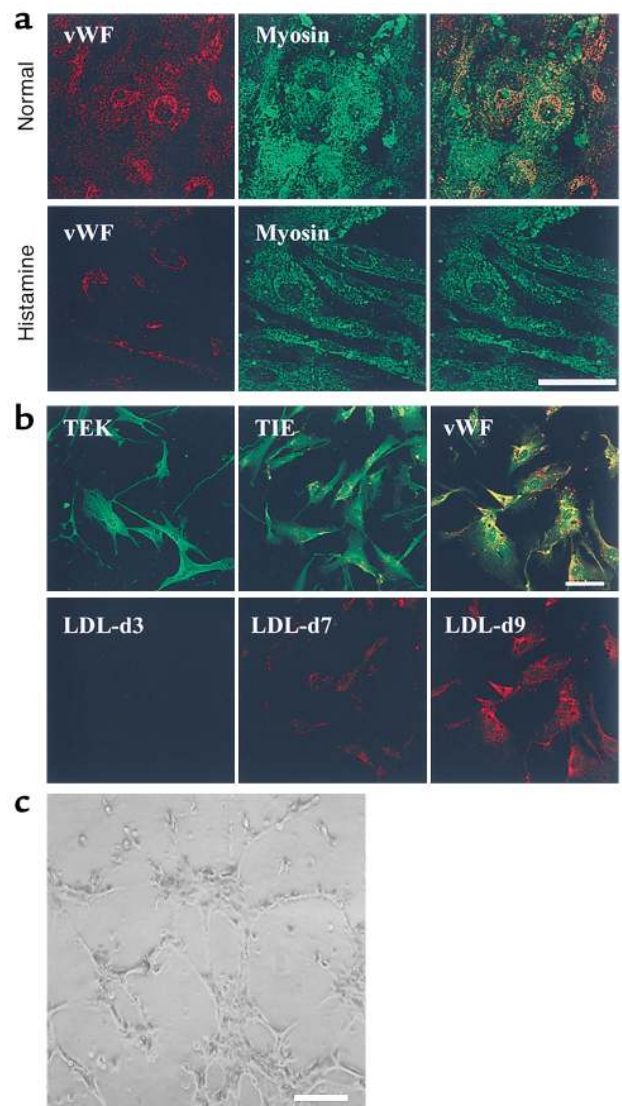 a
Normal
vWF
Myosin
Histamine
vWF
Myosin
b
TEK
TIE
vWF
LDL-d3
LDL-d7
LDL-d9
c